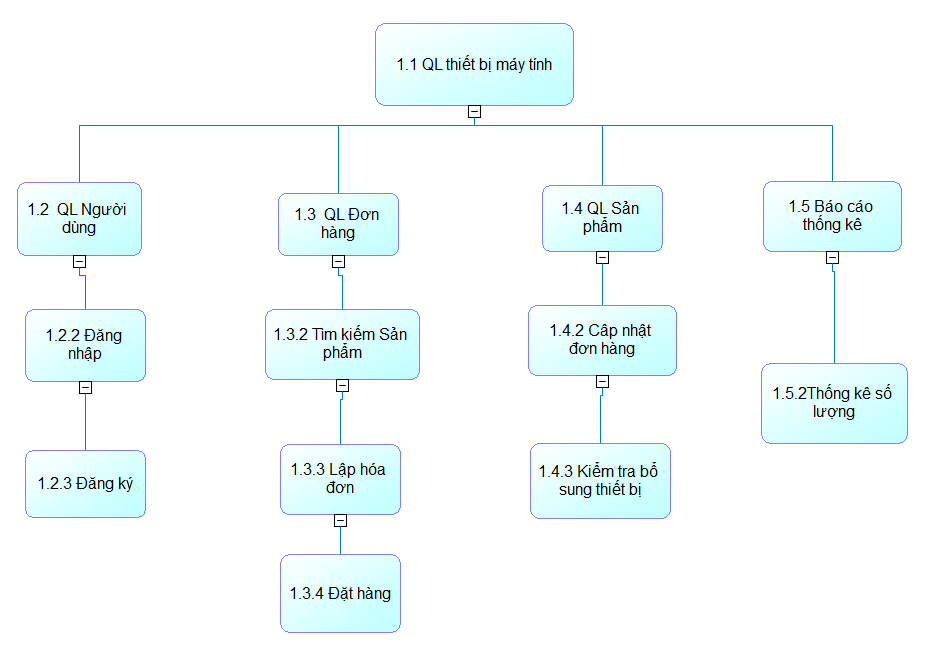 1.1 QL thiết bị máy tính
1.2  QL Người
dùng
1.3  QL Đơn
hàng
1.4 QL Sản
phẩm
1.5 Báo cáo
thống kê
1.2.2 Đăng
nhập
1.3.2 Tìm kiếm Sản
phẩm
1.4.2 Câp nhật
đơn hàng
1.5.2Thống kê số
lượng
1.2.3 Đăng ký
1.3.3 Lập hóa
đơn
1.4.3 Kiểm tra bổ
sung thiết bị
1.3.4 Đặt hàng